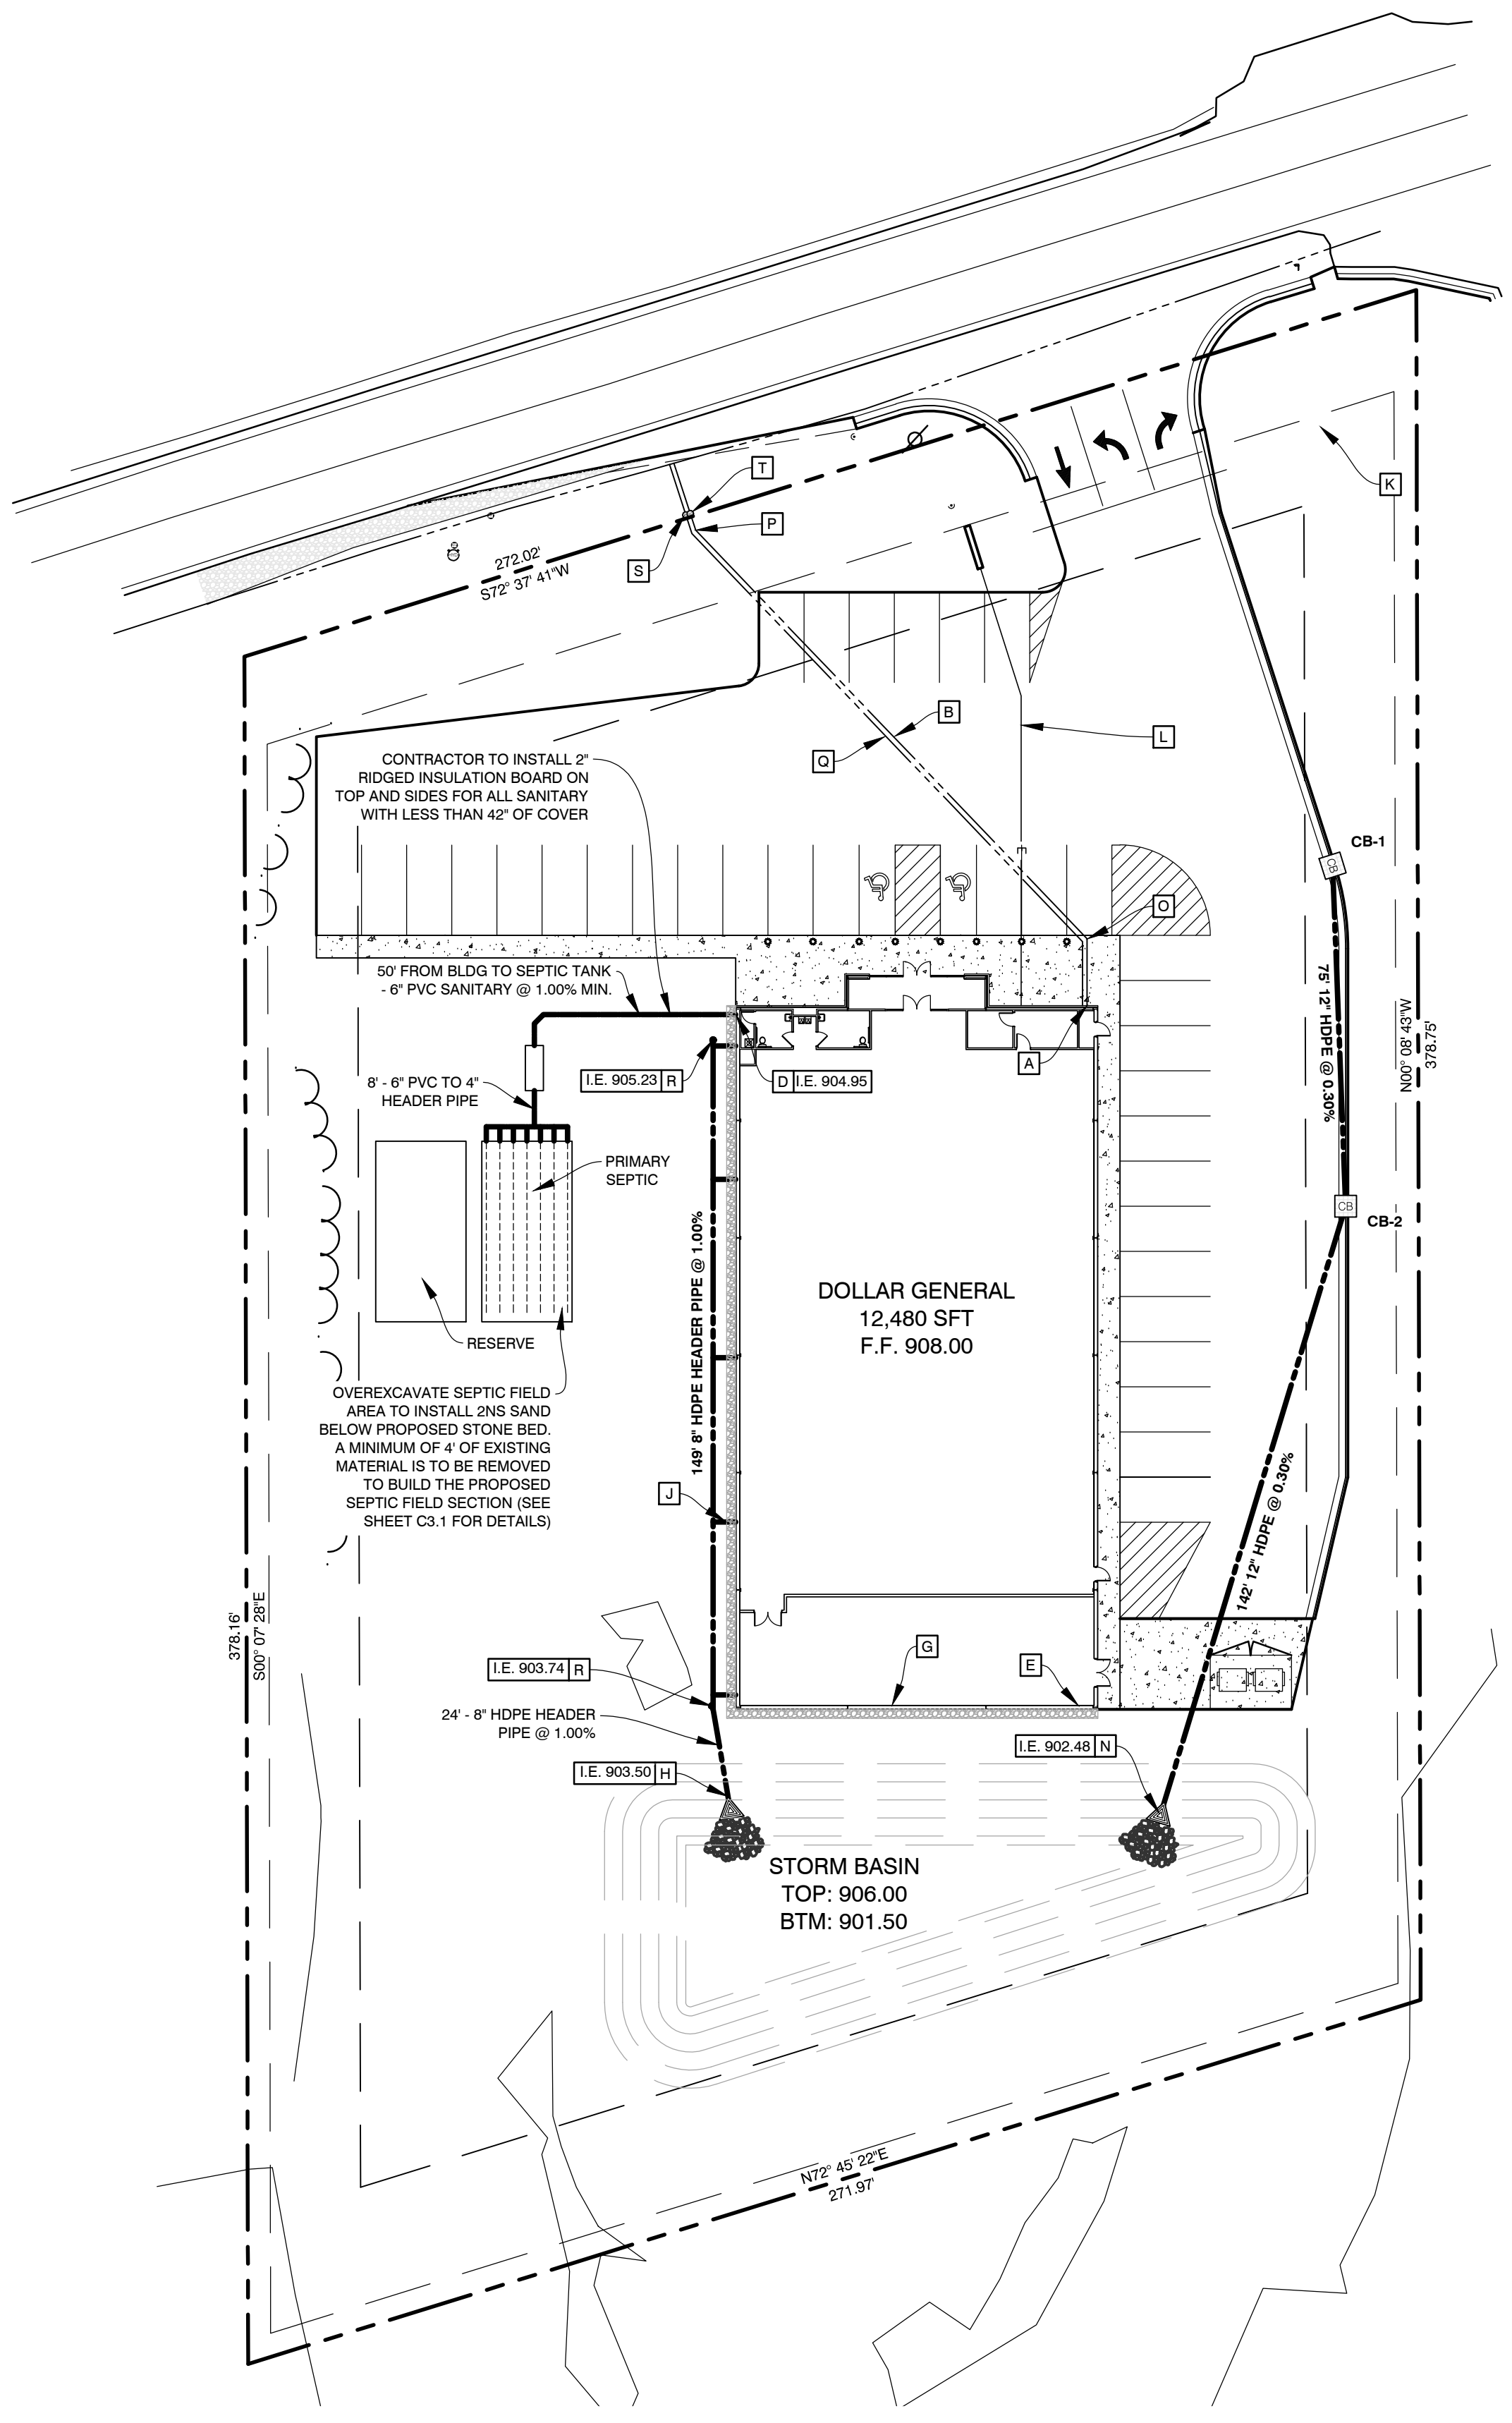 T
P
S
272.02'
S72° 37' 41"W
K
B
L
Q
CONTRACTOR TO INSTALL 2"
RIDGED INSULATION BOARD ON
TOP AND SIDES FOR ALL SANITARY
WITH LESS THAN 42" OF COVER
CB-1
CB
O
50' FROM BLDG TO SEPTIC TANK
- 6" PVC SANITARY @ 1.00% MIN.
75' 12" HDPE @ 0.30%
N00° 08' 43"W
378.75'
A
I.E. 905.23 R
D I.E. 904.95
8' - 6" PVC TO 4"
HEADER PIPE
PRIMARY
SEPTIC
CB
CB-2
149' 8" HDPE HEADER PIPE @ 1.00%
DOLLAR GENERAL
12,480 SFT
F.F. 908.00
RESERVE
OVEREXCAVATE SEPTIC FIELD
AREA TO INSTALL 2NS SAND
BELOW PROPOSED STONE BED.
A MINIMUM OF 4' OF EXISTING
MATERIAL IS TO BE REMOVED
TO BUILD THE PROPOSED
SEPTIC FIELD SECTION (SEE
SHEET C3.1 FOR DETAILS)
J
142' 12" HDPE @ 0.30%
378.16'
S00° 07' 28"E
G
E
I.E. 903.74 R
24' - 8" HDPE HEADER
PIPE @ 1.00%
I.E. 902.48 N
I.E. 903.50 H
STORM BASIN
TOP: 906.00
BTM: 901.50
N72° 45' 22"E
271.97'